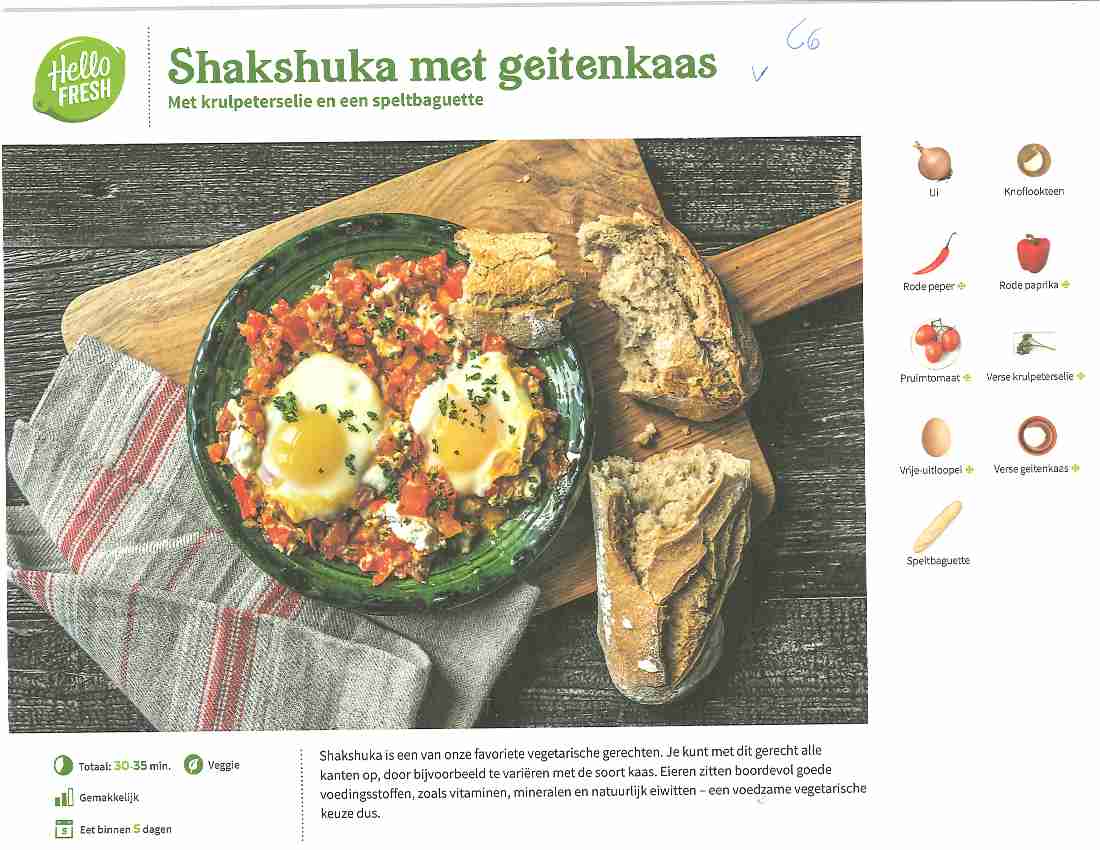 C6
Hello
FRESH
Shakshuka met geitenkaas
Met krulpeterselie en een speltbaguette
Ui
Knoflookteen
Rode peper
Rode paprika
Pruimtomaat
Verse krulpeterselie
Vrije-uitloopei
Verse geitenkaas
Speltbaguette
Totaal: 30-35 min.
Veggie
Gemakkelijk
5
Eet binnen 5 dagen
Shakshuka is een van onze favoriete vegetarische gerechten. Je kunt met dit gerecht alle
kanten op, door bijvoorbeeld te variëren met de soort kaas. Eieren zitten boordevol goede
voedingsstoffen, zoals vitaminen, mineralen en natuurlijk eiwitten – een voedzame vegetarische
keuze dus.